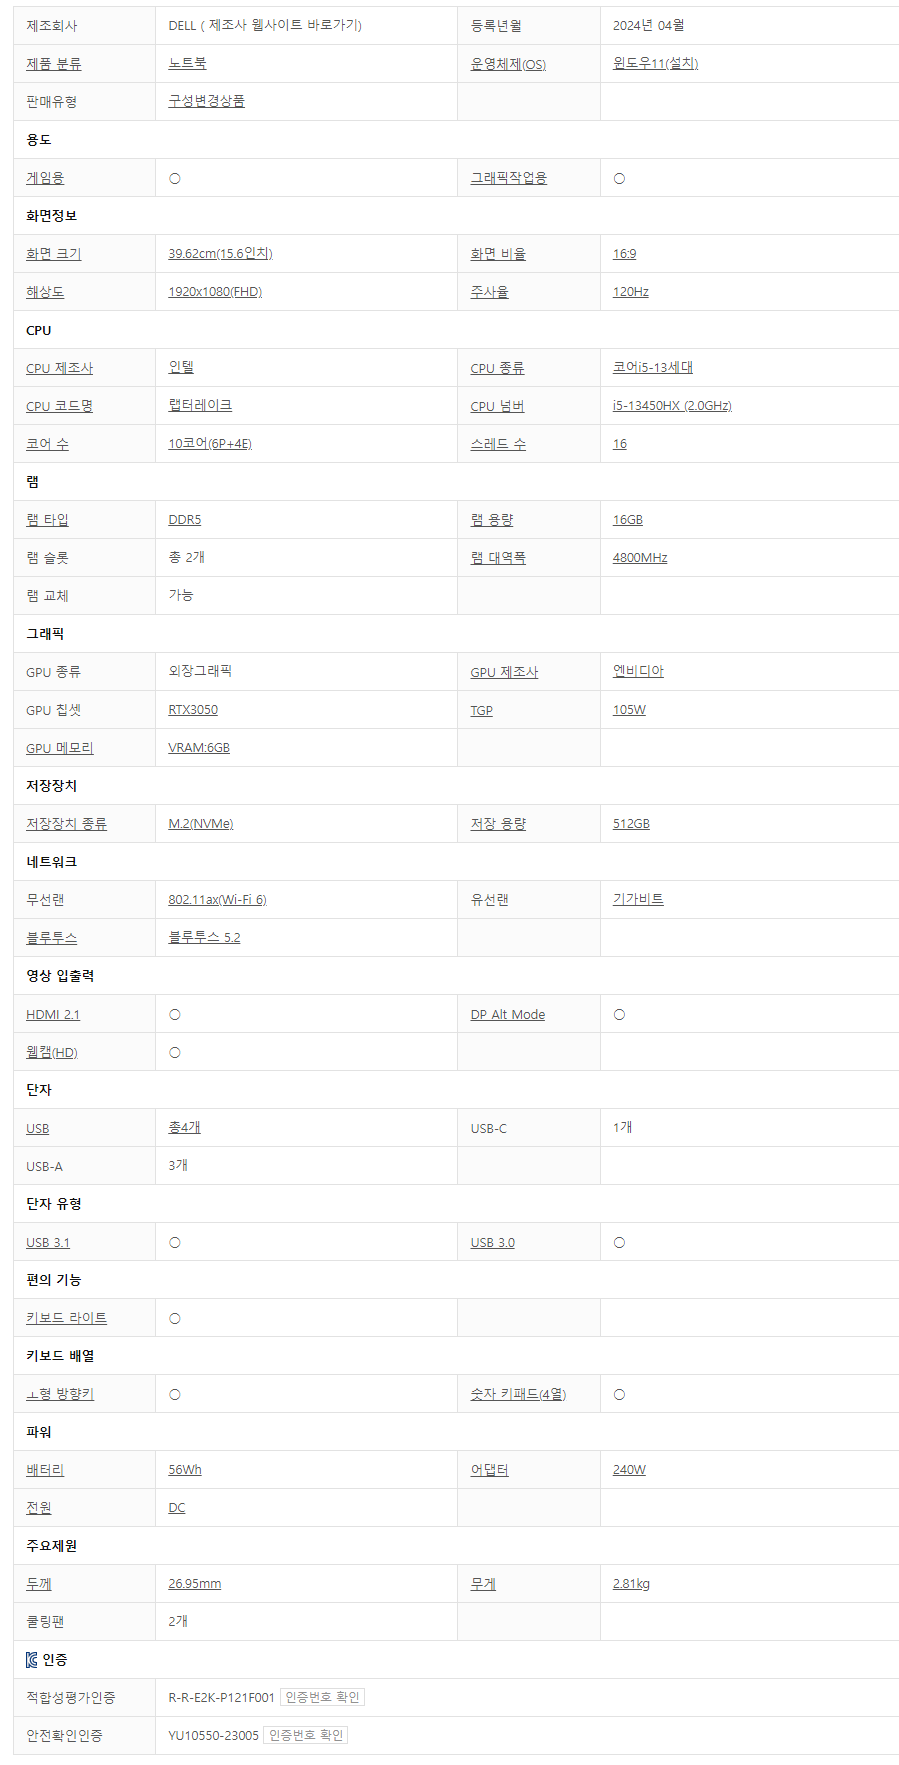 제조회사 DELL ( 제조사 웹사이트 바로가기) 등록년월 2024년 04월
제품 분류 노트북 운영체제(OS) 윈도우11(설치)
판매유형 구성변경상품
용도
게임용 ○ 그래픽작업용 ○
화면정보
화면 크기 39.62cm(15.6인치) 화면 비율 16:9
해상도 1920x1080(FHD) 주사율 120Hz
CPU
CPU 제조사 인텔 CPU 종류 코어i5-13세대
CPU 코드명 랩터레이크 CPU 넘버 i5-13450HX (2.0GHz)
코어 수 10코어(6P+4E) 스레드 수 16
램
램 타입 DDR5 램 용량 16GB
램 슬롯 총 2개 램 대역폭 4800MHz
램 교체 가능
그래픽
GPU 종류 외장그래픽 GPU 제조사 엔비디아
GPU 칩셋 RTX3050 TGP 105W
GPU 메모리 VRAM:6GB
저장장치
저장장치 종류 M.2(NVMe) 저장 용량 512GB
네트워크
무선랜 802.11ax(Wi-Fi 6) 유선랜 기가비트
블루투스 블루투스 5.2
영상 입출력
HDMI 2.1 ○ DP Alt Mode ○
웹캠(HD) ○
단자
USB 총4개 USB-C 1개
USB-A 3개
단자 유형
USB 3.1 ○ USB 3.0 ○
편의 기능
키보드 라이트 ○
키보드 배열
ㅗ형 방향키 ○ 숫자 키패드(4열) ○
파워
배터리 56Wh 어댑터 240W
전원 DC
주요제원
두께 26.95mm 무게 2.81kg
쿨링팬 2개
인증
적합성평가인증 R-R-E2K-P121F001 인증번호 확인
안전확인인증 YU10550-23005 인증번호 확인